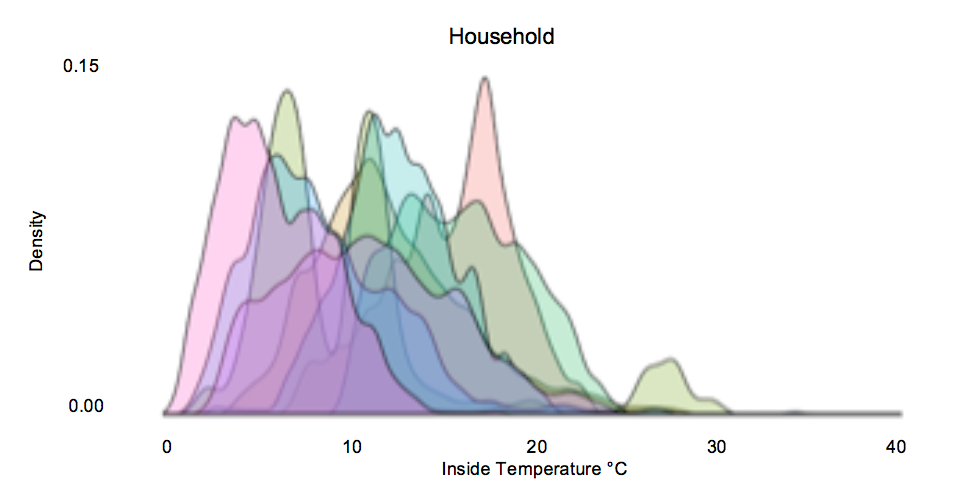 Household
0.15
Density
0.00
0 10 20 30 40
Inside Temperature °C